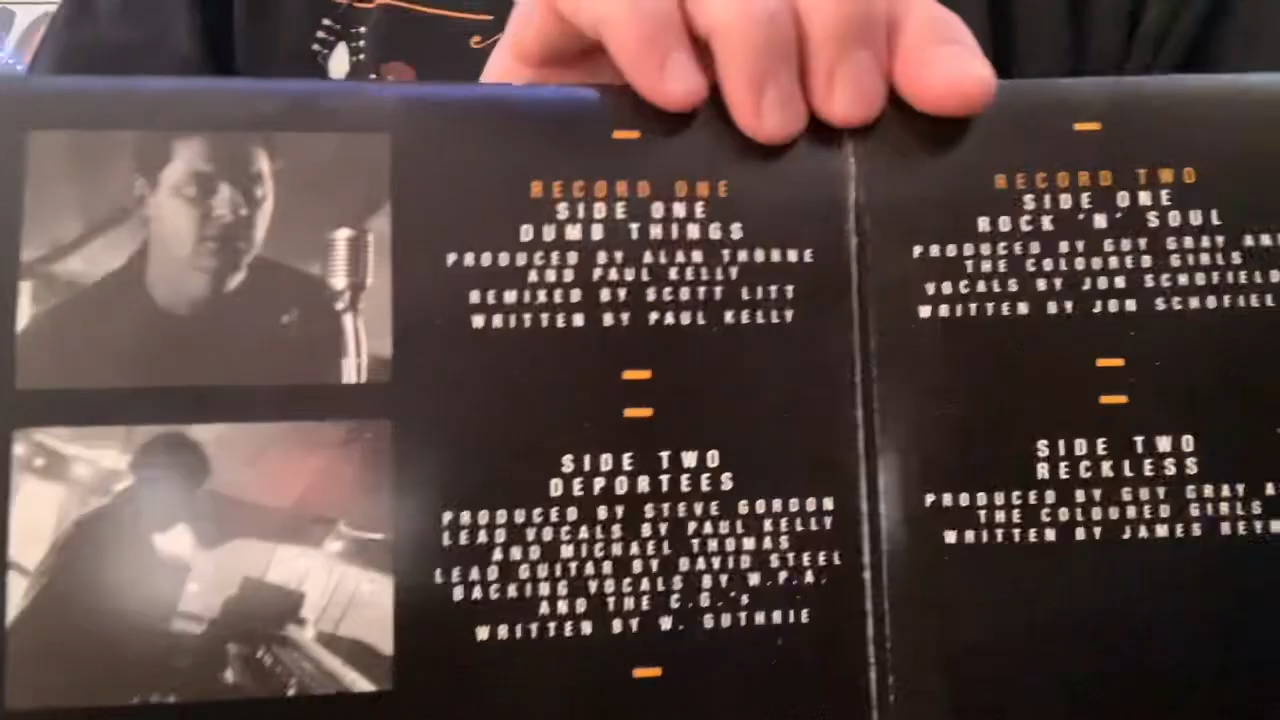 RECORD ONE
SIDE ONE
DUMB THINGS
PRODUCED BY ALAN THORNE
AND PAUL KELLY
REMIXED BY SCOTT LITT
WRITTEN BY PAUL KELLY
SIDE TWO
DEPORTEES
PRODUCED BY STEVE GORDON
LEAD VOCALS BY PAUL KELLY
AND MICHAEL THOMAS
LEAD GUITAR BY DAVID STEEL
BACKING VOCALS BY W.P.A.
AND THE C.G.'s
WRITTEN BY W. GUTHRIE
RECORD TWO
SIDE ONE
ROCK 'N' SOUL
PRODUCED BY GUY GRAY AN
THE COLOURED GIRLS
VOCALS BY JON SCHOFIELD
WRITTEN BY JON SCHOFIEL
SIDE TWO
RECKLESS
PRODUCED BY GUY GRAY A
THE COLOURED GIRLS
WRITTEN BY JAMES REYN